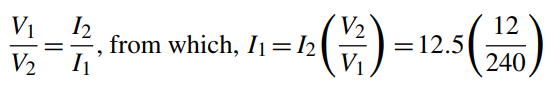 V₁/V₂ = I₂/I₁, from which, I₁ = I₂(V₂/V₁) = 12.5(12/240)